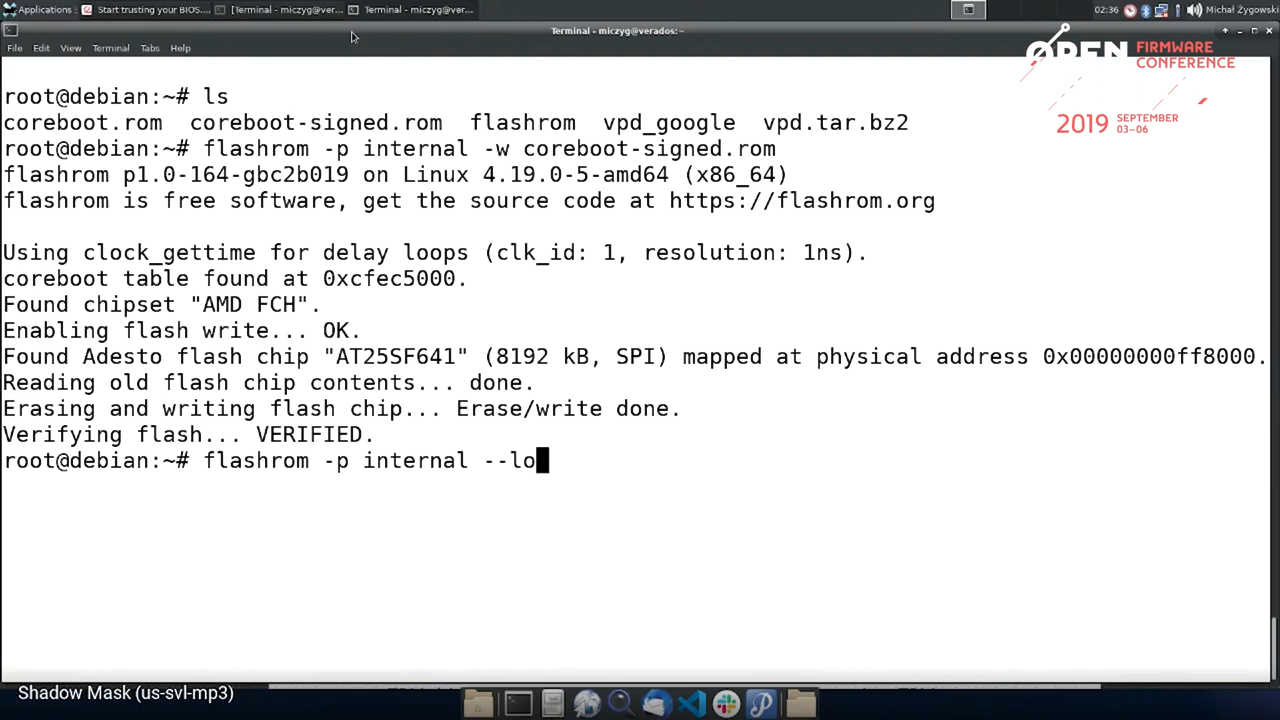 Applications
Start trusting your BIOS...
[Terminal - miczyg@ver...
Terminal - miczyg@ver...
02:36
Michał Żygowski
Terminal - miczyg@verados: ~
File Edit View Terminal Tabs Help
OPEN FIRMWARE CONFERENCE
2019 SEPTEMBER 03–06
root@debian:~# ls
coreboot.rom coreboot-signed.rom flashrom vpd_google vpd.tar.bz2
root@debian:~# flashrom -p internal -w coreboot-signed.rom
flashrom p1.0-164-gbc2b019 on Linux 4.19.0-5-amd64 (x86_64)
flashrom is free software, get the source code at https://flashrom.org
Using clock_gettime for delay loops (clk_id: 1, resolution: 1ns).
coreboot table found at 0xcfec5000.
Found chipset "AMD FCH".
Enabling flash write... OK.
Found Adesto flash chip "AT25SF641" (8192 kB, SPI) mapped at physical address 0x00000000ff8000.
Reading old flash chip contents... done.
Erasing and writing flash chip... Erase/write done.
Verifying flash... VERIFIED.
root@debian:~# flashrom -p internal --lo
Shadow Mask (us-svl-mp3)